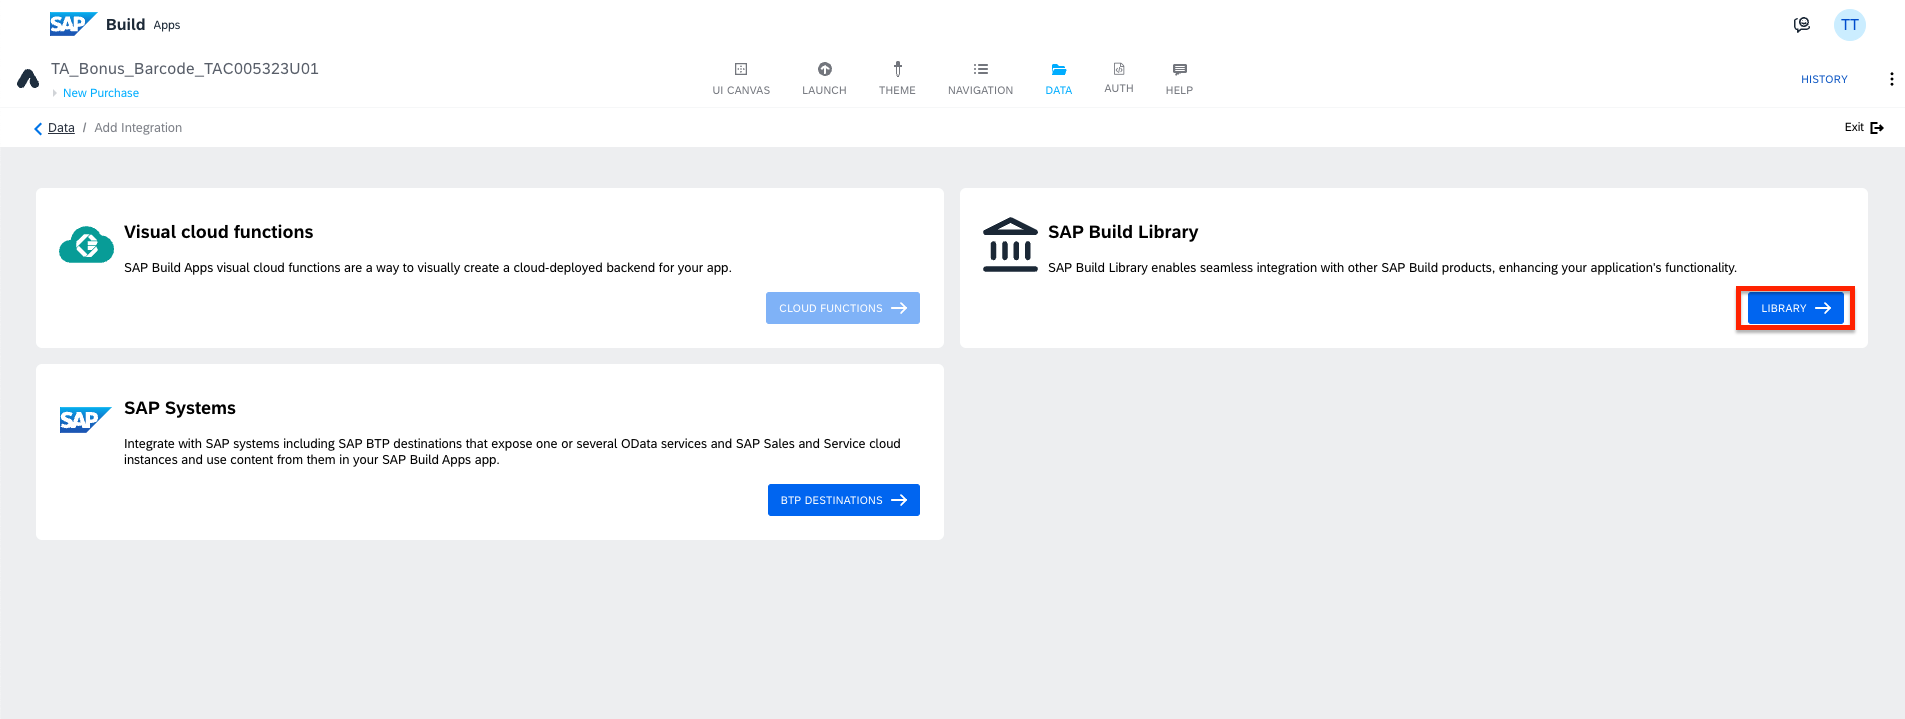 SAP Build Apps
TT
TA_Bonus_Barcode_TAC005323U01
New Purchase
UI CANVAS
LAUNCH
THEME
NAVIGATION
DATA
AUTH
HELP
HISTORY
Data / Add Integration
Exit
Visual cloud functions
SAP Build Apps visual cloud functions are a way to visually create a cloud-deployed backend for your app.
CLOUD FUNCTIONS
SAP Build Library
SAP Build Library enables seamless integration with other SAP Build products, enhancing your application's functionality.
LIBRARY
SAP
SAP Systems
Integrate with SAP systems including SAP BTP destinations that expose one or several OData services and SAP Sales and Service cloud
instances and use content from them in your SAP Build Apps app.
BTP DESTINATIONS